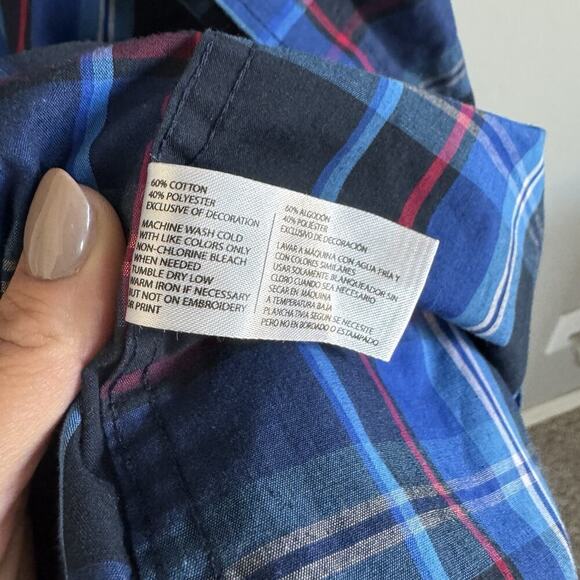 60% COTTON
40% POLYESTER
EXCLUSIVE OF DECORATION
MACHINE WASH COLD
WITH LIKE COLORS ONLY
NON-CHLORINE BLEACH
WHEN NEEDED
TUMBLE DRY LOW
WARM IRON IF NECESSARY
BUT NOT ON EMBROIDERY
OR PRINT
60% ALGODÓN
40% POLIÉSTER
EXCLUSIVO DE DECORACIÓN
LAVAR A MÁQUINA CON AGUA FRÍA Y
CON COLORES SIMILARES
USAR SOLAMENTE BLANQUEADOR SIN
CLORO CUANDO SEA NECESARIO
SECAR EN MÁQUINA
A TEMPERATURA BAJA
PLANCHA TIVIA SEGÚN SE NECESITE
PERO NO EN BORDADO O ESTAMPADO